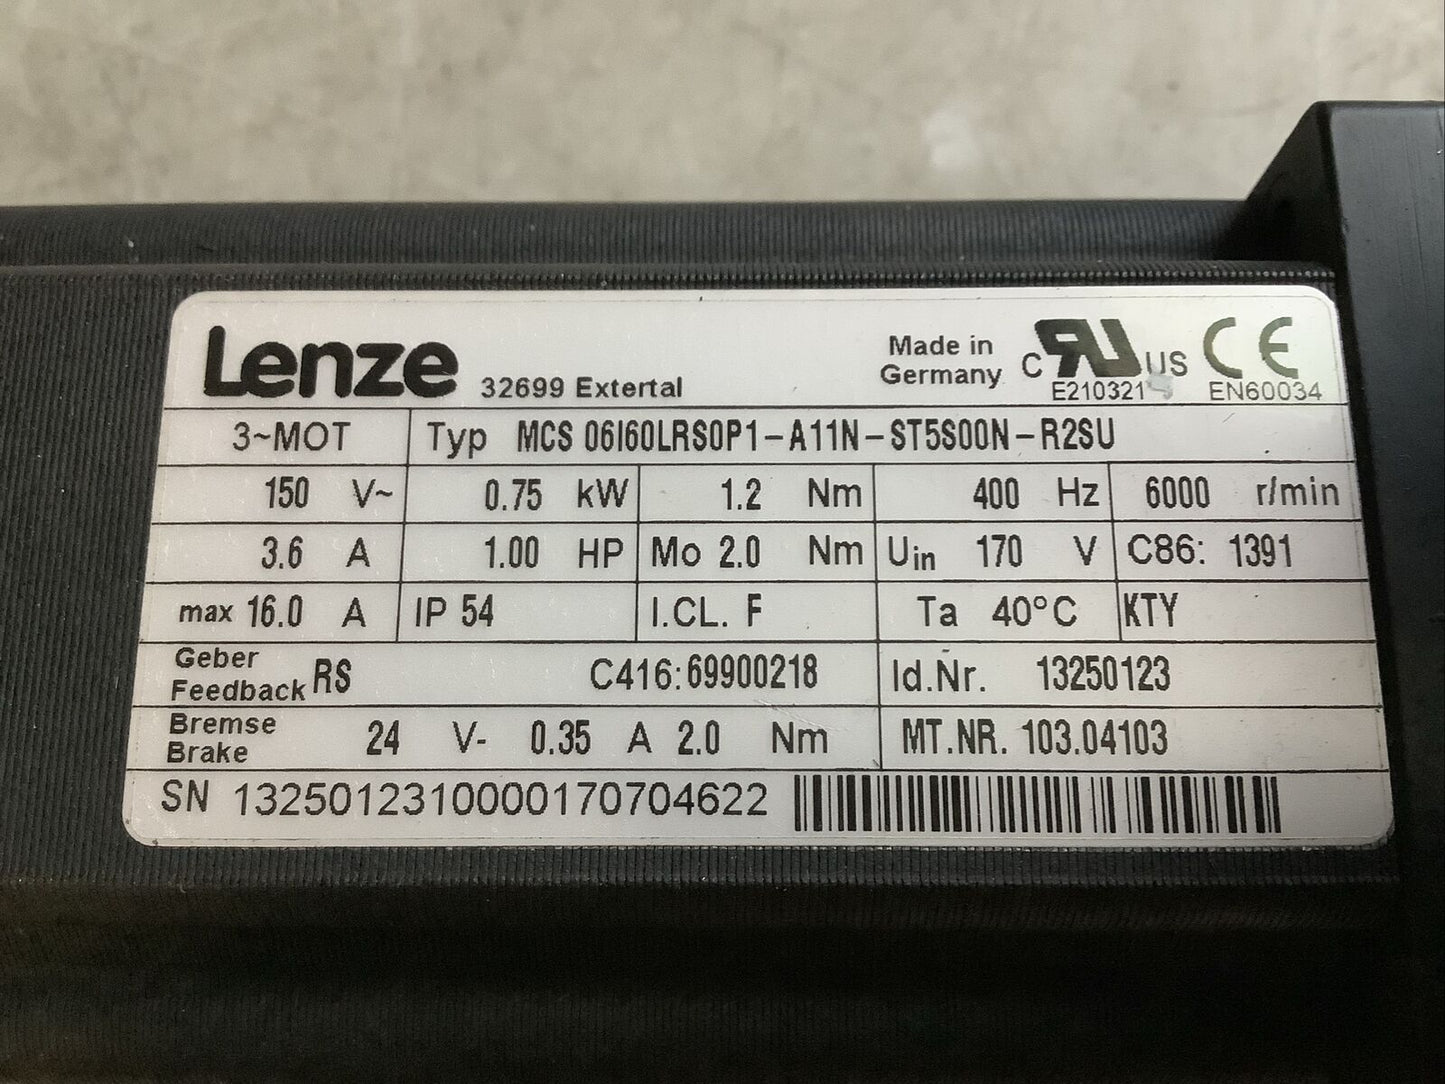 Lenze 32699 Extertal Made in Germany c RU US E210321 CE EN60034
3~MOT Typ MCS 06I60LRS0P1-A11N-ST5S00N-R2SU
150 V~ 0.75 kW 1.2 Nm 400 Hz 6000 r/min
3.6 A 1.00 HP Mo 2.0 Nm Uin 170 V C86: 1391
max 16.0 A IP 54 I.CL. F Ta 40°C KTY
Geber Feedback RS C416:69900218 Id.Nr. 13250123
Bremse Brake 24 V- 0.35 A 2.0 Nm MT.NR. 103.04103
SN 1325012310000170704622